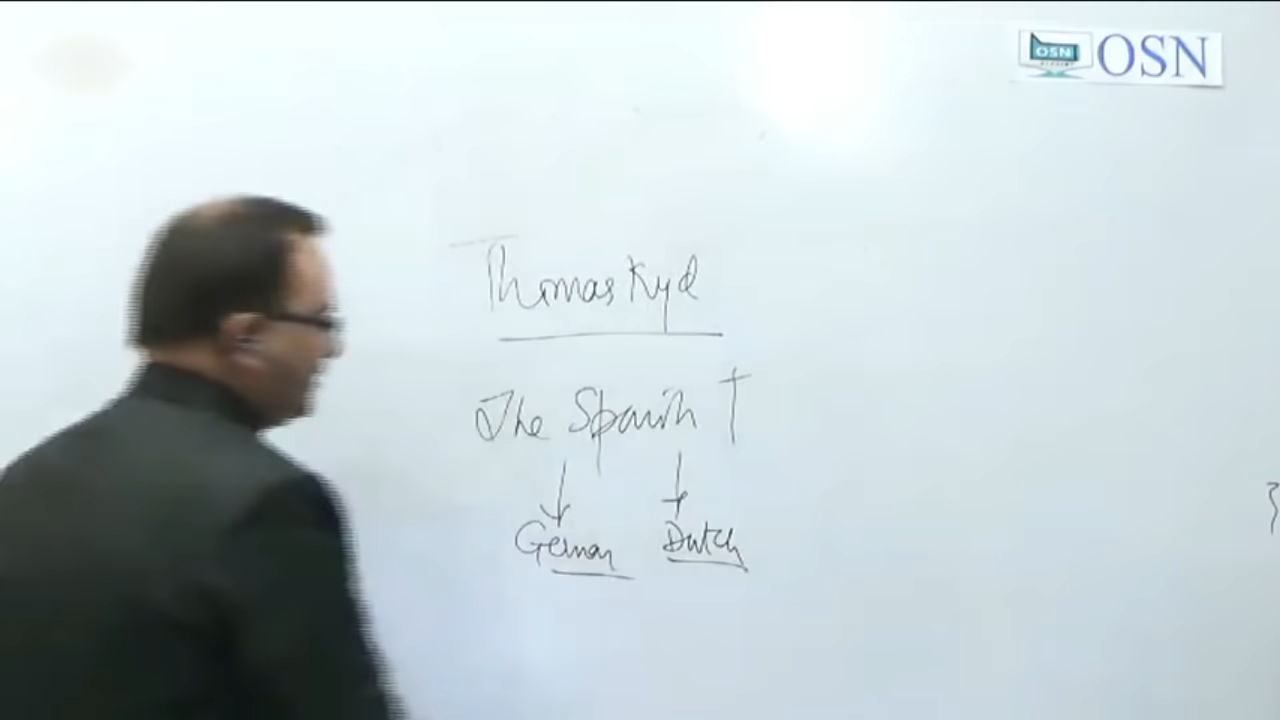 OSN OSN
Thomas Kyd
The Spanish T
German Dutch